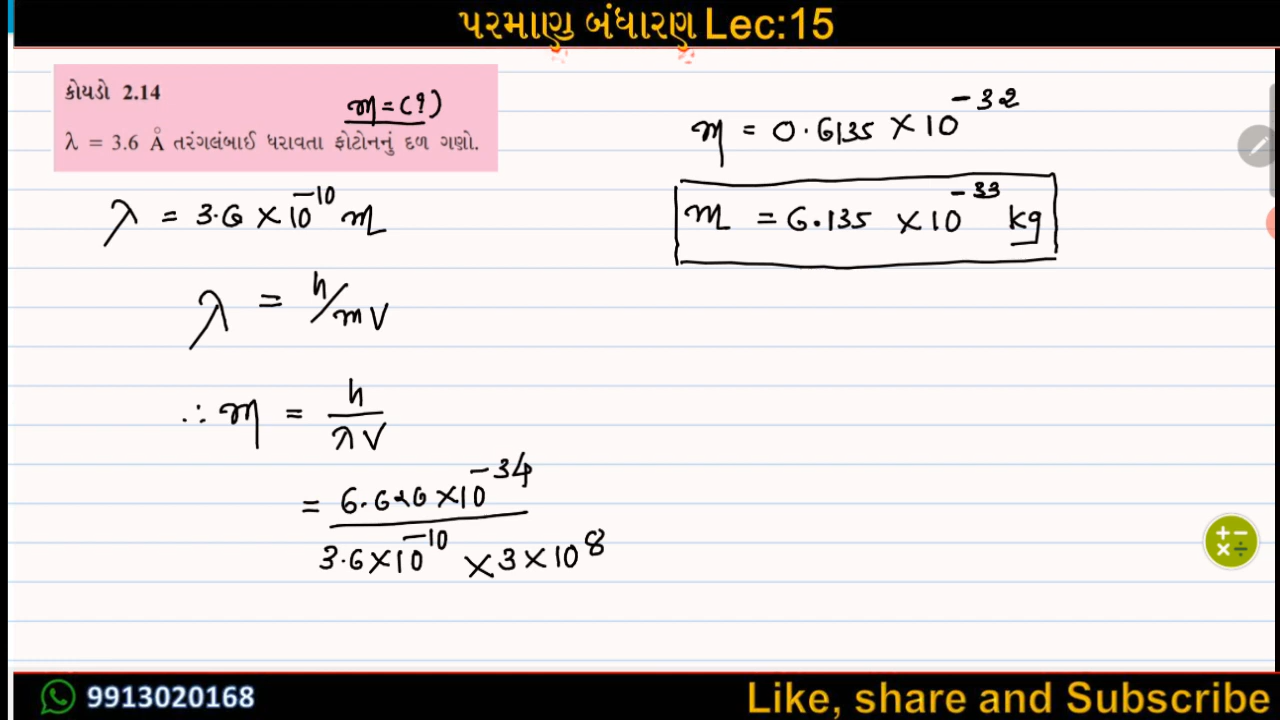 પરમાણુ બંધારણ Lec:15
કોયડો 2.14
m = (?)
λ = 3.6 Å તરંગલંબાઈ ધરાવતા ફોટોનનું દળ ગણો.
λ = 3.6 × 10⁻¹⁰ m
λ = h/mv
∴ m = h / λv
= 6.626 × 10⁻³⁴ / 3.6 × 10⁻¹⁰ × 3 × 10⁸
m = 0.6135 × 10⁻³²
m = 6.135 × 10⁻³³ kg
+ −
× ÷
9913020168
Like, share and Subscribe